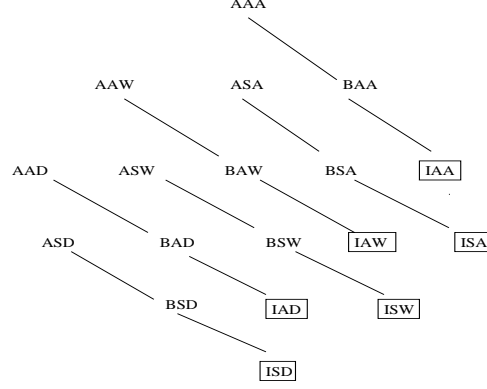 AAA
AAW ASA BAA
AAD ASW BAW BSA IAA
ASD BAD BSW IAW ISA
BSD IAD ISW
ISD